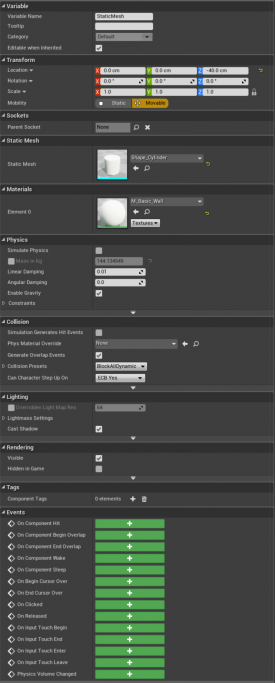 Variable
Variable Name StaticMesh
Tooltip
Category Default
Editable when Inherited
Transform
Location X 0.0 cm Y 0.0 cm Z -40.0 cm
Rotation X 0.0 ° Y 0.0 ° Z 0.0 °
Scale X 1.0 Y 1.0 Z 1.0
Mobility Static Movable
Sockets
Parent Socket None
Static Mesh
Static Mesh Shape_Cylinder
Materials
Element 0 M_Basic_Wall
Textures
Physics
Simulate Physics
Mass in kg
Linear Damping 0.01
Angular Damping 0.0
Enable Gravity
Constraints
Collision
Simulation Generates Hit Events
Phys Material Override None
Generate Overlap Events
Collision Presets BlockAllDynamic
Can Character Step Up On ECB Yes
Lighting
Overridden Light Map Res 64
Lightmass Settings
Cast Shadow
Rendering
Visible
Hidden in Game
Tags
Component Tags 0 elements
Events
On Component Hit +
On Component Begin Overlap +
On Component End Overlap +
On Component Wake +
On Component Sleep +
On Begin Cursor Over +
On End Cursor Over +
On Clicked +
On Released +
On Input Touch Begin +
On Input Touch End +
On Input Touch Enter +
On Input Touch Leave +
Physics Volume Changed +